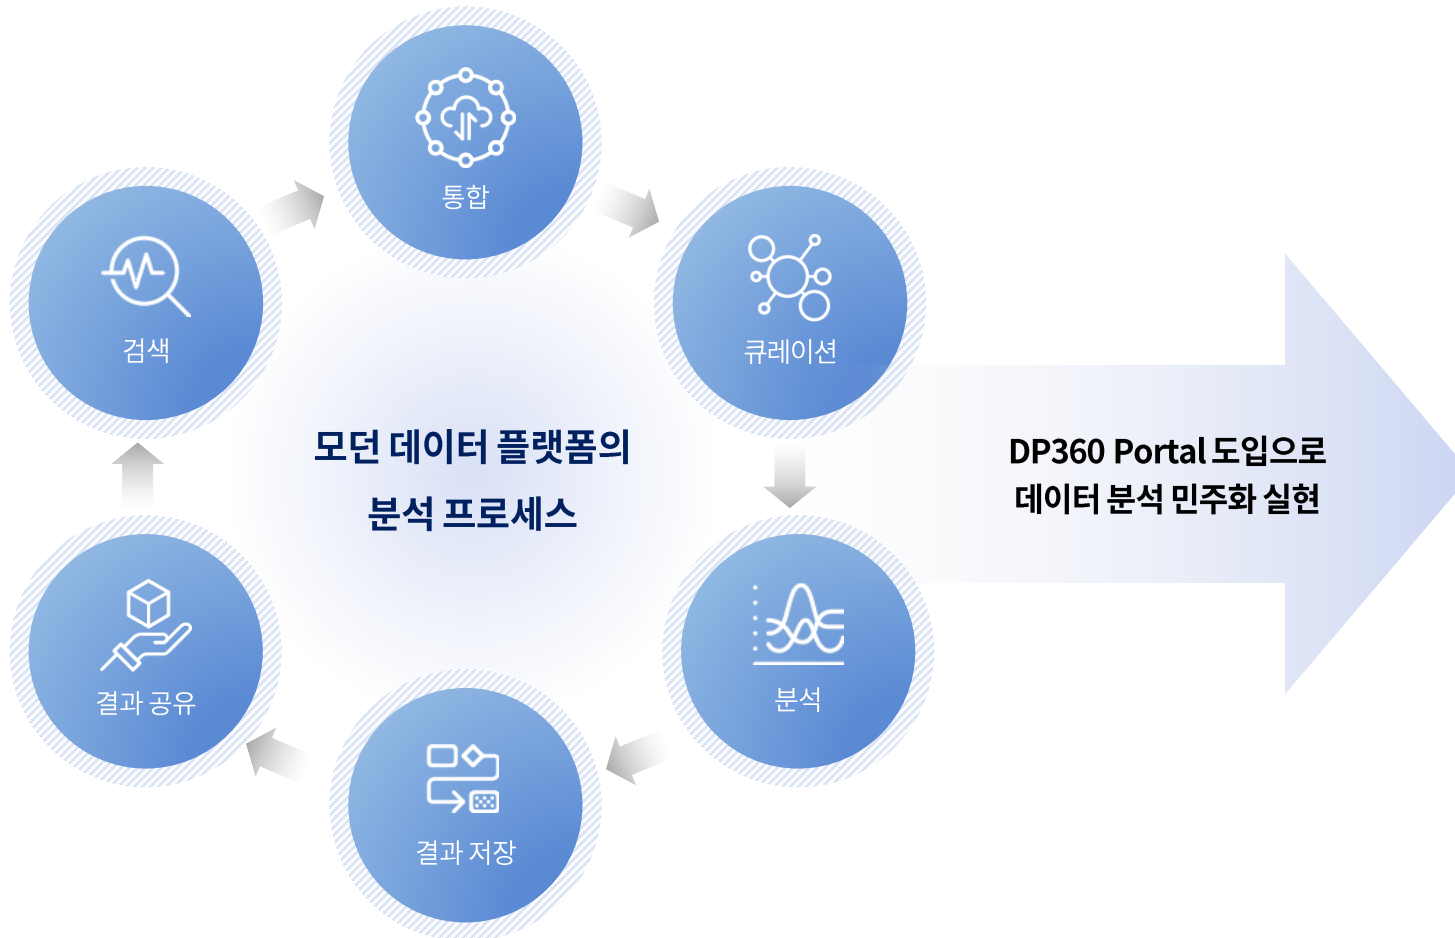 통합
검색
큐레이션
모던 데이터 플랫폼의
분석 프로세스
DP360 Portal 도입으로
데이터 분석 민주화 실현
결과 공유
분석
결과 저장